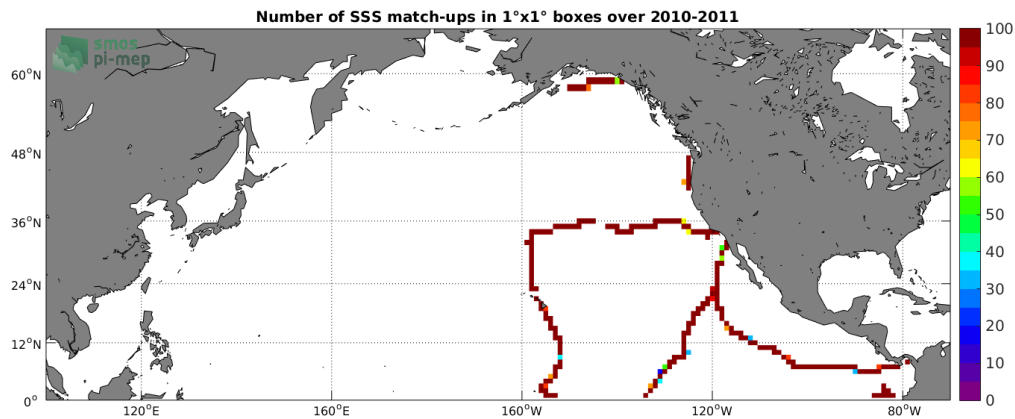 Number of SSS match-ups in 1°x1° boxes over 2010-2011
smos
pi-mep
60°N
48°N
36°N
24°N
12°N
0°
120°E
160°E
160°W
120°W
80°W
100
90
80
70
60
50
40
30
20
10
0